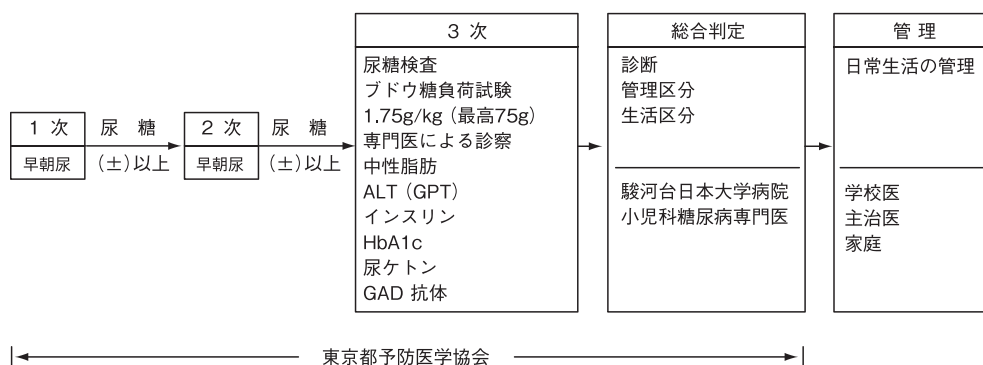 1 次
早朝尿
尿 糖
(±)以上
2 次
早朝尿
尿 糖
(±)以上
3 次
尿糖検査
ブドウ糖負荷試験
1.75g/kg（最高75g）
専門医による診察
中性脂肪
ALT（GPT）
インスリン
HbA1c
尿ケトン
GAD 抗体
総合判定
診断
管理区分
生活区分
駿河台日本大学病院
小児科糖尿病専門医
管 理
日常生活の管理
学校医
主治医
家庭
東京都予防医学協会